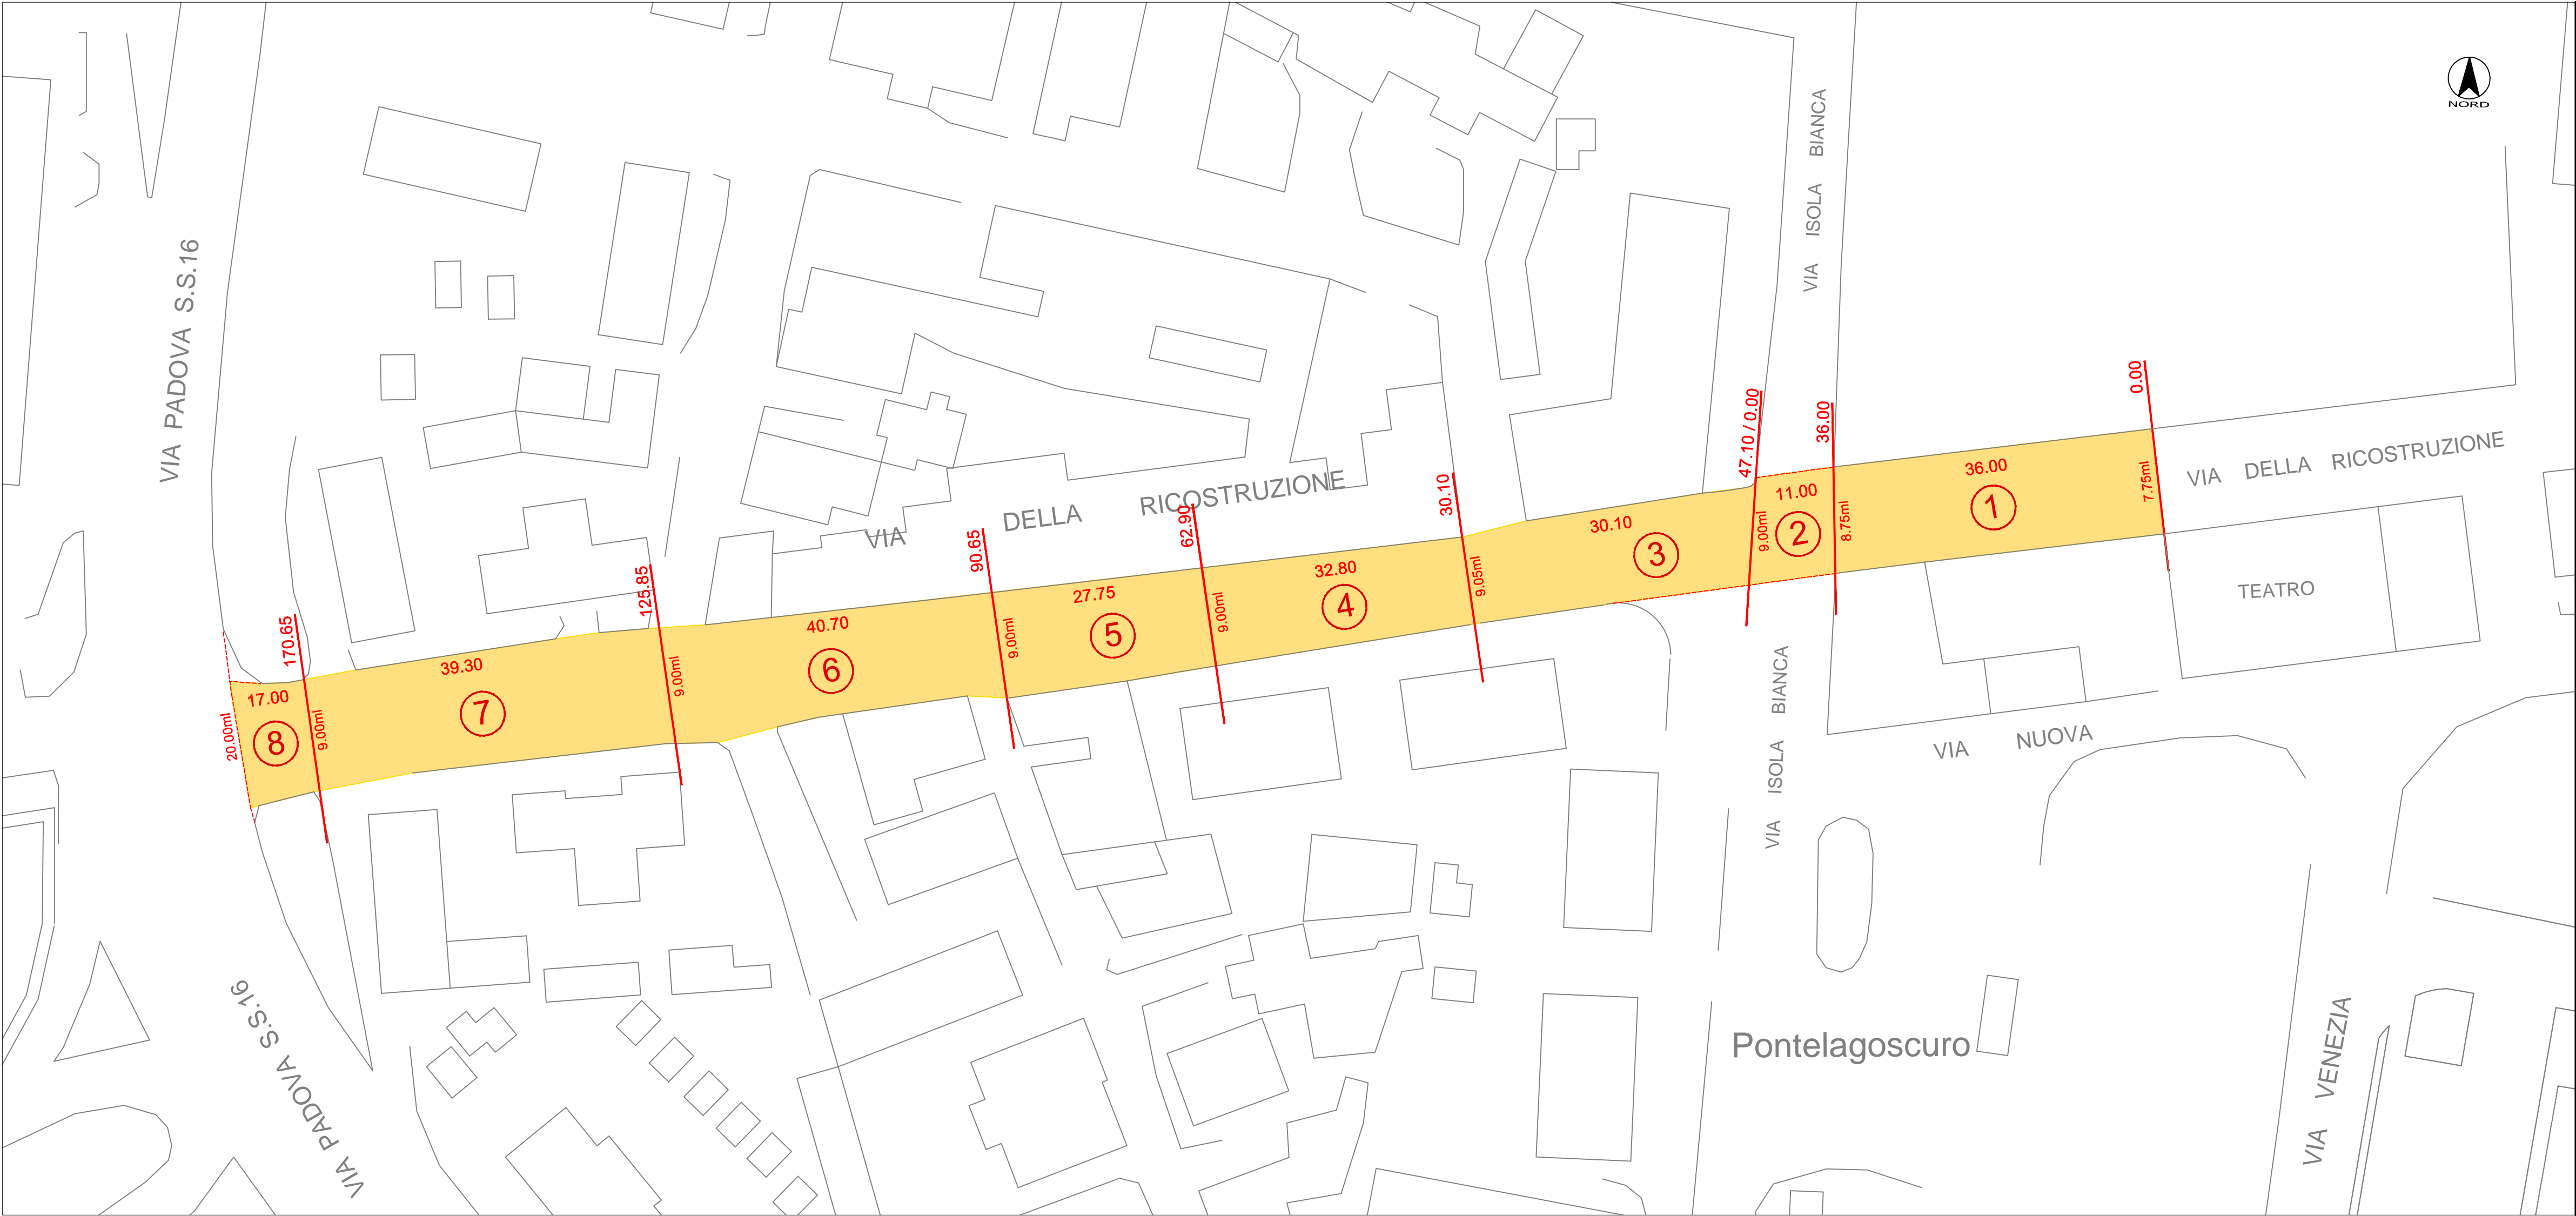 NORD
VIA ISOLA BIANCA
VIA PADOVA S.S.16
0.00
36.00
47.10 / 0.00
30.10
62.90
90.65
125.85
170.65
VIA DELLA RICOSTRUZIONE
VIA DELLA RICOSTRUZIONE
36.00
1
7.75ml
11.00
2
8.75ml
9.00ml
30.10
3
9.05ml
32.80
4
9.00ml
27.75
5
9.00ml
40.70
6
9.00ml
39.30
7
9.00ml
17.00
8
20.00ml
TEATRO
VIA ISOLA BIANCA
VIA NUOVA
VIA PADOVA S.S.16
Pontelagoscuro
VIA VENEZIA